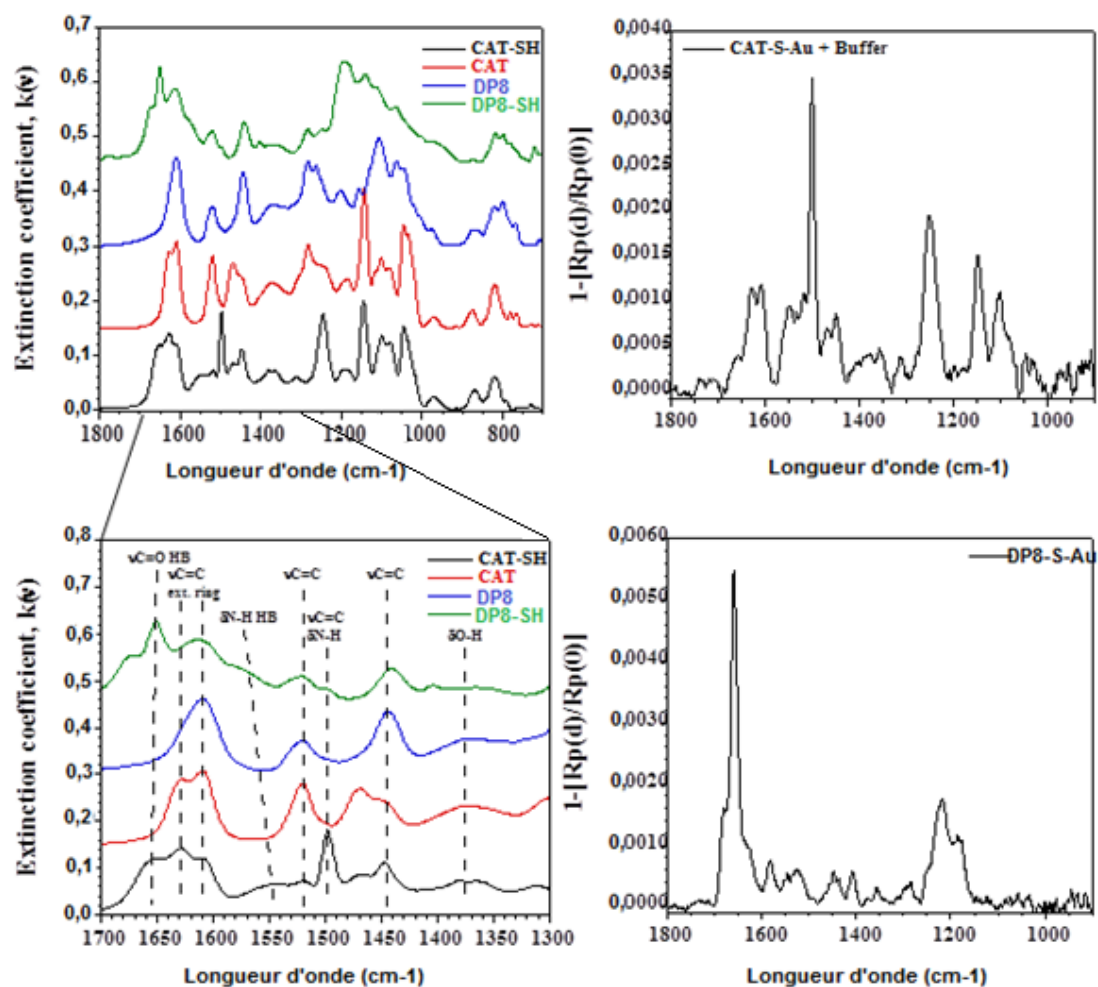 0,7
0,6
0,5
0,4
0,3
0,2
0,1
0,0
Extinction coefficient, k(ν)
CAT-SH
CAT
DP8
DP8-SH
1800 1600 1400 1200 1000 800
Longueur d'onde (cm-1)
0,0040
0,0035
0,0030
0,0025
0,0020
0,0015
0,0010
0,0005
0,0000
1-[Rp(d)/Rp(0)]
CAT-S-Au + Buffer
1800 1600 1400 1200 1000
Longueur d'onde (cm-1)
0,8
0,7
0,6
0,5
0,4
0,3
0,2
0,1
0,0
Extinction coefficient, k(ν)
νC=O HB
νC=C
ext. ring
δN-H HB
νC=C
νC=C
δN-H
νC=C
δO-H
CAT-SH
CAT
DP8
DP8-SH
1700 1650 1600 1550 1500 1450 1400 1350 1300
Longueur d'onde (cm-1)
0,0060
0,0050
0,0040
0,0030
0,0020
0,0010
0,0000
1-[Rp(d)/Rp(0)]
DP8-S-Au
1800 1600 1400 1200 1000
Longueur d'onde (cm-1)